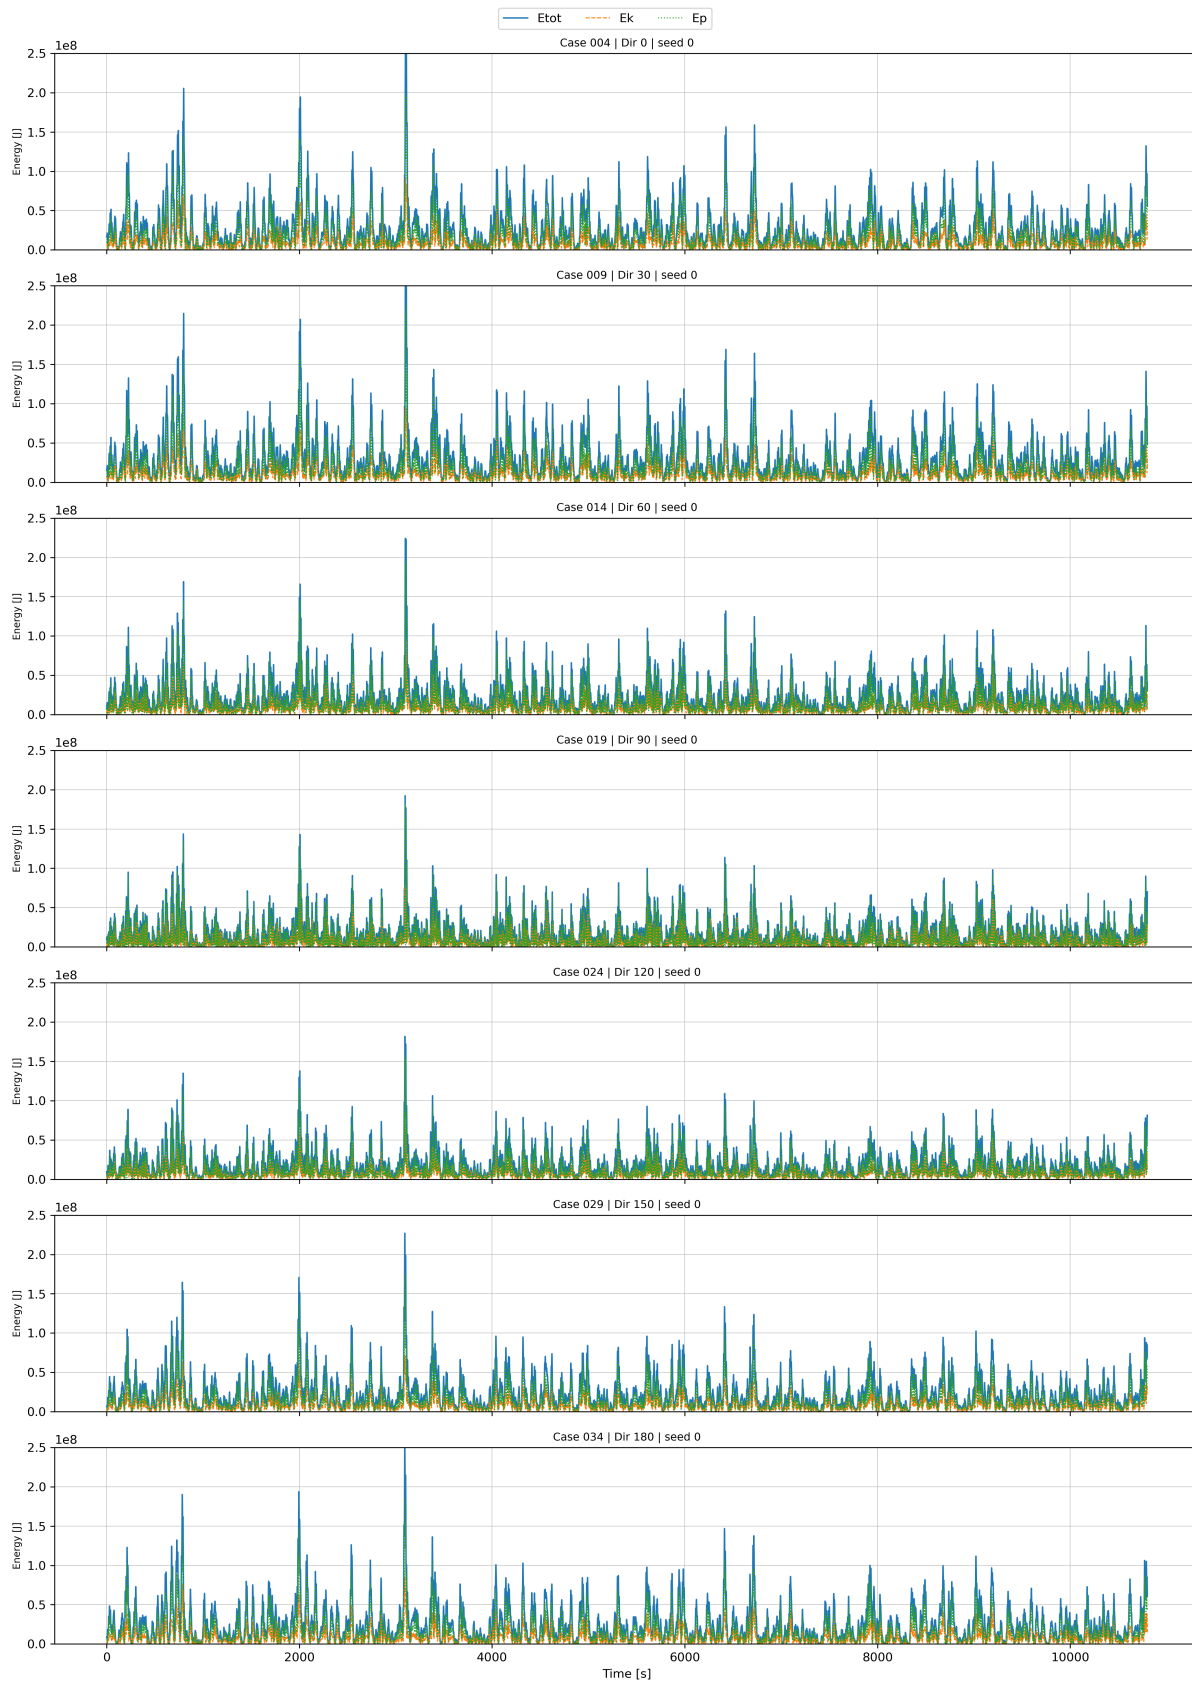 Etot Ek Ep
Case 004 | Dir 0 | seed 0
1e8
2.5
2.0
1.5
1.0
0.5
0.0
Energy [J]
Case 009 | Dir 30 | seed 0
1e8
2.5
2.0
1.5
1.0
0.5
0.0
Energy [J]
Case 014 | Dir 60 | seed 0
1e8
2.5
2.0
1.5
1.0
0.5
0.0
Energy [J]
Case 019 | Dir 90 | seed 0
1e8
2.5
2.0
1.5
1.0
0.5
0.0
Energy [J]
Case 024 | Dir 120 | seed 0
1e8
2.5
2.0
1.5
1.0
0.5
0.0
Energy [J]
Case 029 | Dir 150 | seed 0
1e8
2.5
2.0
1.5
1.0
0.5
0.0
Energy [J]
Case 034 | Dir 180 | seed 0
1e8
2.5
2.0
1.5
1.0
0.5
0.0
Energy [J]
0 2000 4000 6000 8000 10000
Time [s]